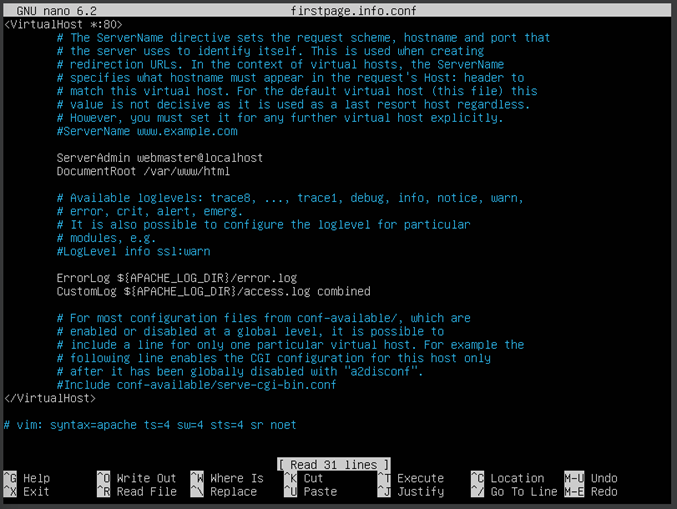 GNU nano 6.2 firstpage.info.conf
<VirtualHost *:80>
# The ServerName directive sets the request scheme, hostname and port that
# the server uses to identify itself. This is used when creating
# redirection URLs. In the context of virtual hosts, the ServerName
# specifies what hostname must appear in the request's Host: header to
# match this virtual host. For the default virtual host (this file) this
# value is not decisive as it is used as a last resort host regardless.
# However, you must set it for any further virtual host explicitly.
#ServerName www.example.com
ServerAdmin webmaster@localhost
DocumentRoot /var/www/html
# Available loglevels: trace8, ..., trace1, debug, info, notice, warn,
# error, crit, alert, emerg.
# It is also possible to configure the loglevel for particular
# modules, e.g.
#LogLevel info ssl:warn
ErrorLog ${APACHE_LOG_DIR}/error.log
CustomLog ${APACHE_LOG_DIR}/access.log combined
# For most configuration files from conf-available/, which are
# enabled or disabled at a global level, it is possible to
# include a line for only one particular virtual host. For example the
# following line enables the CGI configuration for this host only
# after it has been globally disabled with "a2disconf".
#Include conf-available/serve-cgi-bin.conf
</VirtualHost>
# vim: syntax=apache ts=4 sw=4 sts=4 sr noet
[ Read 31 lines ]
^G Help ^O Write Out ^W Where Is ^K Cut ^T Execute ^C Location M-U Undo
^X Exit ^R Read File ^\ Replace ^U Paste ^J Justify ^/ Go To Line M-E Redo